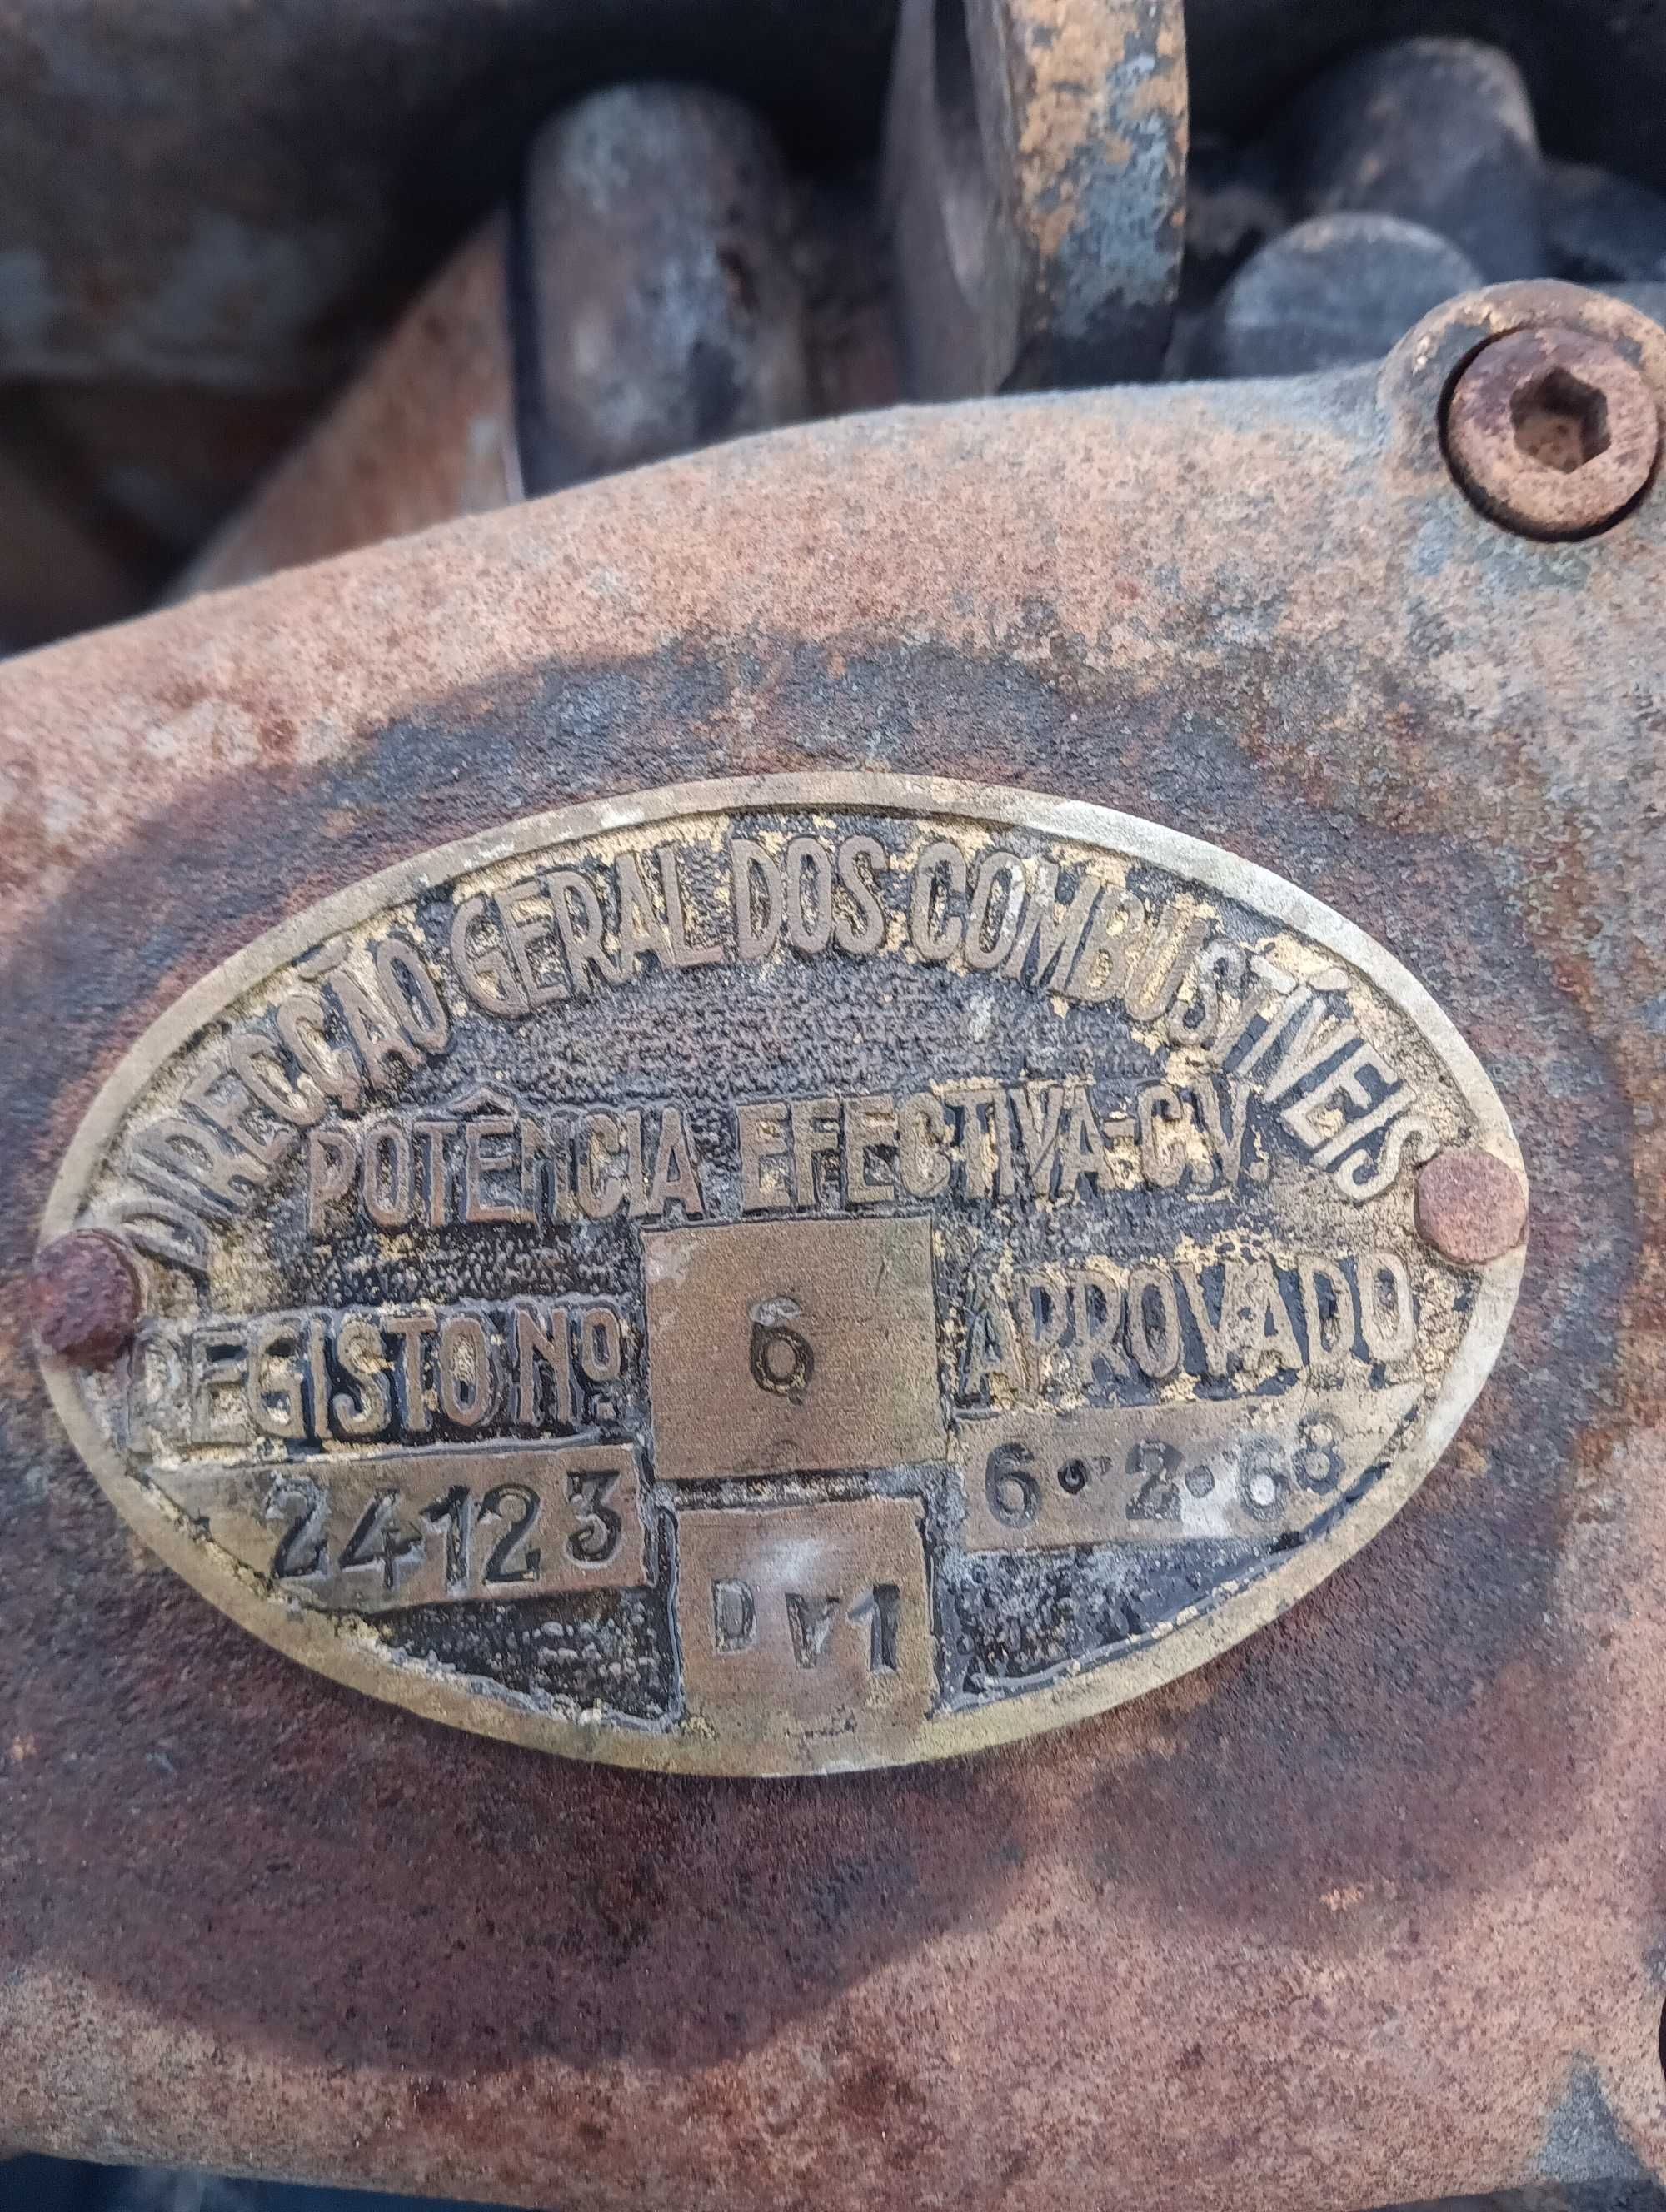 DIRECÇÃO GERAL DOS COMBUSTÍVEIS
POTÊNCIA EFECTIVA-C.V.
REGISTO Nº 6 APROVADO
24123 6·2·68
DV1